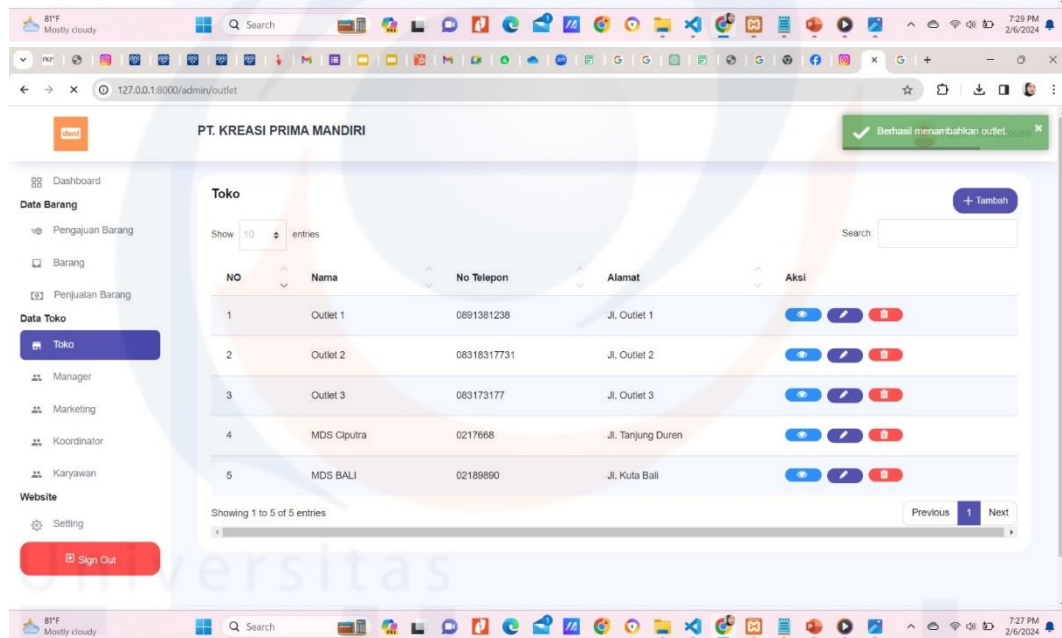 81°F
Mostly cloudy
Search
7:29 PM
2/6/2024
127.0.0.1:8000/admin/outlet
duol
PT. KREASI PRIMA MANDIRI
Berhasil menambahkan outlet.
Dashboard
Data Barang
Pengajuan Barang
Barang
Penjualan Barang
Data Toko
Toko
Manager
Marketing
Koordinator
Karyawan
Website
Setting
Sign Out
Toko
+ Tambah
Show 10 entries
Search:
NO Nama No Telepon Alamat Aksi
1 Outlet 1 0891381238 Jl. Outlet 1
2 Outlet 2 08318317731 Jl. Outlet 2
3 Outlet 3 083173177 Jl. Outlet 3
4 MDS Ciputra 0217668 Jl. Tanjung Duren
5 MDS BALI 02189890 Jl. Kuta Bali
Showing 1 to 5 of 5 entries
Previous 1 Next
Universitas
81°F
Mostly cloudy
Search
7:27 PM
2/6/2024